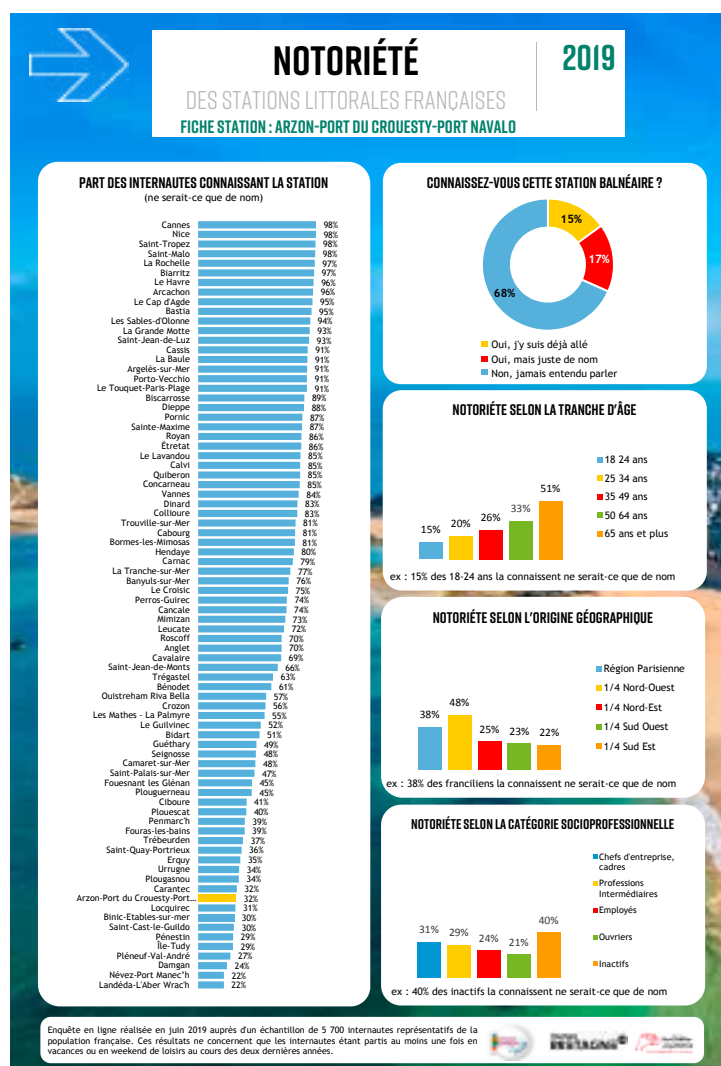 NOTORIÉTÉ
2019
DES STATIONS LITTORALES FRANÇAISES
FICHE STATION : ARZON-PORT DU CROUESTY-PORT NAVALO
PART DES INTERNAUTES CONNAISSANT LA STATION
(ne serait-ce que de nom)
Cannes 98%
Nice 98%
Saint-Tropez 98%
Saint-Malo 98%
La Rochelle 97%
Biarritz 97%
Le Havre 96%
Arcachon 96%
Le Cap d'Agde 95%
Bastia 95%
Les Sables-d'Olonne 94%
La Grande Motte 93%
Saint-Jean-de-Luz 93%
Cassis 91%
La Baule 91%
Argelès-sur-Mer 91%
Porto-Vecchio 91%
Le Touquet-Paris-Plage 91%
Biscarrosse 89%
Dieppe 88%
Pornic 87%
Sainte-Maxime 87%
Royan 86%
Étretat 86%
Le Lavandou 85%
Calvi 85%
Quiberon 85%
Concarneau 85%
Vannes 84%
Dinard 83%
Collioure 83%
Trouville-sur-Mer 81%
Cabourg 81%
Bormes-les-Mimosas 81%
Hendaye 80%
Carnac 79%
La Tranche-sur-Mer 77%
Banyuls-sur-Mer 76%
Le Croisic 75%
Perros-Guirec 74%
Cancale 74%
Mimizan 73%
Leucate 72%
Roscoff 70%
Anglet 70%
Cavalaire 69%
Saint-Jean-de-Monts 66%
Trégastel 63%
Bénodet 61%
Ouistreham Riva Bella 57%
Crozon 56%
Les Mathes - La Palmyre 55%
Le Guilvinec 52%
Bidart 51%
Guéthary 49%
Seignosse 48%
Camaret-sur-Mer 48%
Saint-Palais-sur-Mer 47%
Fouesnant les Glénan 45%
Plouguerneau 45%
Ciboure 41%
Plouescat 40%
Penmarc'h 39%
Fouras-les-bains 39%
Trébeurden 37%
Saint-Quay-Portrieux 36%
Erquy 35%
Urrugne 34%
Plougasnou 34%
Carantec 32%
Arzon-Port du Crouesty-Port... 32%
Locquirec 31%
Binic-Etables-sur-mer 30%
Saint-Cast-le-Guildo 30%
Pénestin 29%
Île-Tudy 29%
Pléneuf-Val-André 27%
Damgan 24%
Névez-Port Manec'h 22%
Landéda-L'Aber Wrac'h 22%
CONNAISSEZ-VOUS CETTE STATION BALNÉAIRE ?
15%
17%
68%
Oui, j'y suis déjà allé
Oui, mais juste de nom
Non, jamais entendu parler
NOTORIÉTE SELON LA TRANCHE D'ÂGE
15%
20%
26%
33%
51%
18 24 ans
25 34 ans
35 49 ans
50 64 ans
65 ans et plus
ex : 15% des 18-24 ans la connaissent ne serait-ce que de nom
NOTORIÉTE SELON L'ORIGINE GÉOGRAPHIQUE
38%
48%
25%
23%
22%
Région Parisienne
1/4 Nord-Ouest
1/4 Nord-Est
1/4 Sud Ouest
1/4 Sud Est
ex : 38% des franciliens la connaissent ne serait-ce que de nom
NOTORIÉTE SELON LA CATÉGORIE SOCIOPROFESSIONNELLE
31%
29%
24%
21%
40%
Chefs d'entreprise,
cadres
Professions
Intermédiaires
Employés
Ouvriers
Inactifs
ex : 40% des inactifs la connaissent ne serait-ce que de nom
Enquête en ligne réalisée en juin 2019 auprès d'un échantillon de 5 700 internautes représentatifs de la
population française. Ces résultats ne concernent que les internautes étant partis au moins une fois en
vacances ou en weekend de loisirs au cours des deux dernières années.
BRETAGNE